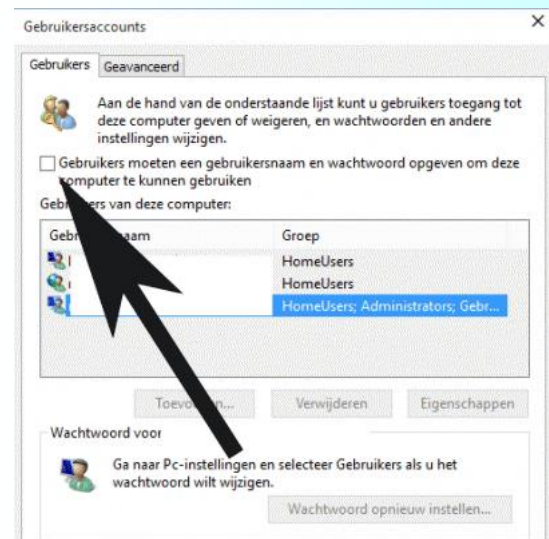 Gebruikersaccounts
Gebruikers
Geavanceerd
Aan de hand van de onderstaande lijst kunt u gebruikers toegang tot
deze computer geven of weigeren, en wachtwoorden en andere
instellingen wijzigen.
Gebruikers moeten een gebruikersnaam en wachtwoord opgeven om deze
computer te kunnen gebruiken
van deze computer:
Groep
HomeUsers
HomeUsers
HomeUsers; Administrators; Gebr...
Verwijderen
Eigenschappen
Wachtwoord voor
Ga naar Pc-instellingen en selecteer Gebruikers als u het
wachtwoord wilt wijzigen.
Wachtwoord opnieuw instellen...